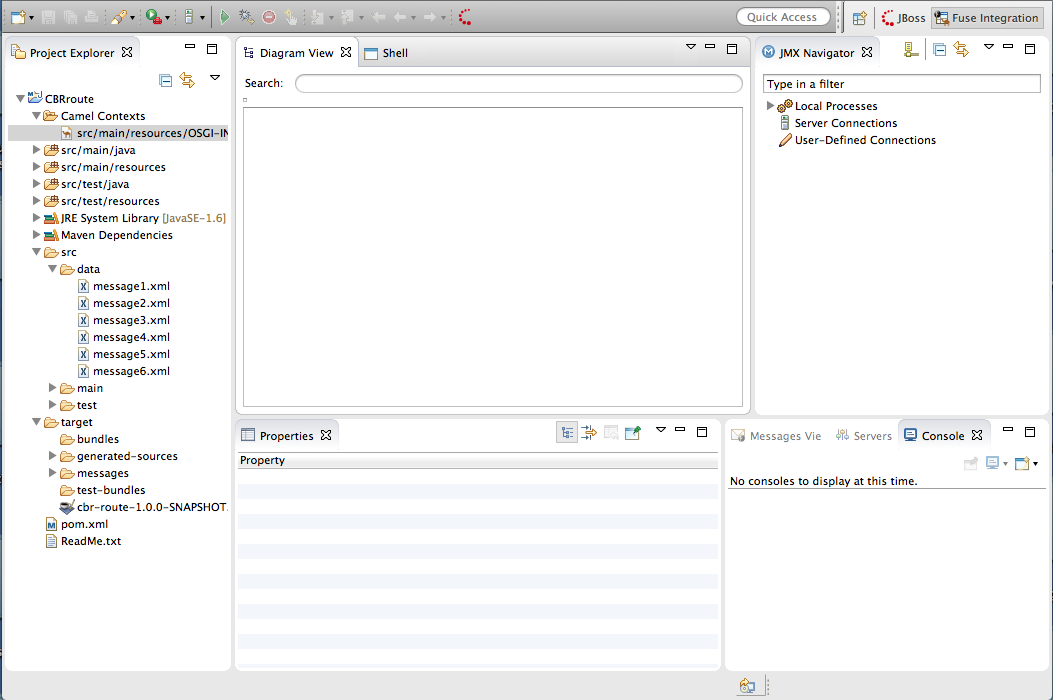 Quick Access
JBoss
Fuse Integration
Project Explorer
CBRroute
Camel Contexts
src/main/resources/OSGI-IN
src/main/java
src/main/resources
src/test/java
src/test/resources
JRE System Library [JavaSE-1.6]
Maven Dependencies
src
data
message1.xml
message2.xml
message3.xml
message4.xml
message5.xml
message6.xml
main
test
target
bundles
generated-sources
messages
test-bundles
cbr-route-1.0.0-SNAPSHOT.
pom.xml
ReadMe.txt
Diagram View
Shell
Search:
JMX Navigator
Type in a filter
Local Processes
Server Connections
User-Defined Connections
Properties
Property
Messages Vie
Servers
Console
No consoles to display at this time.